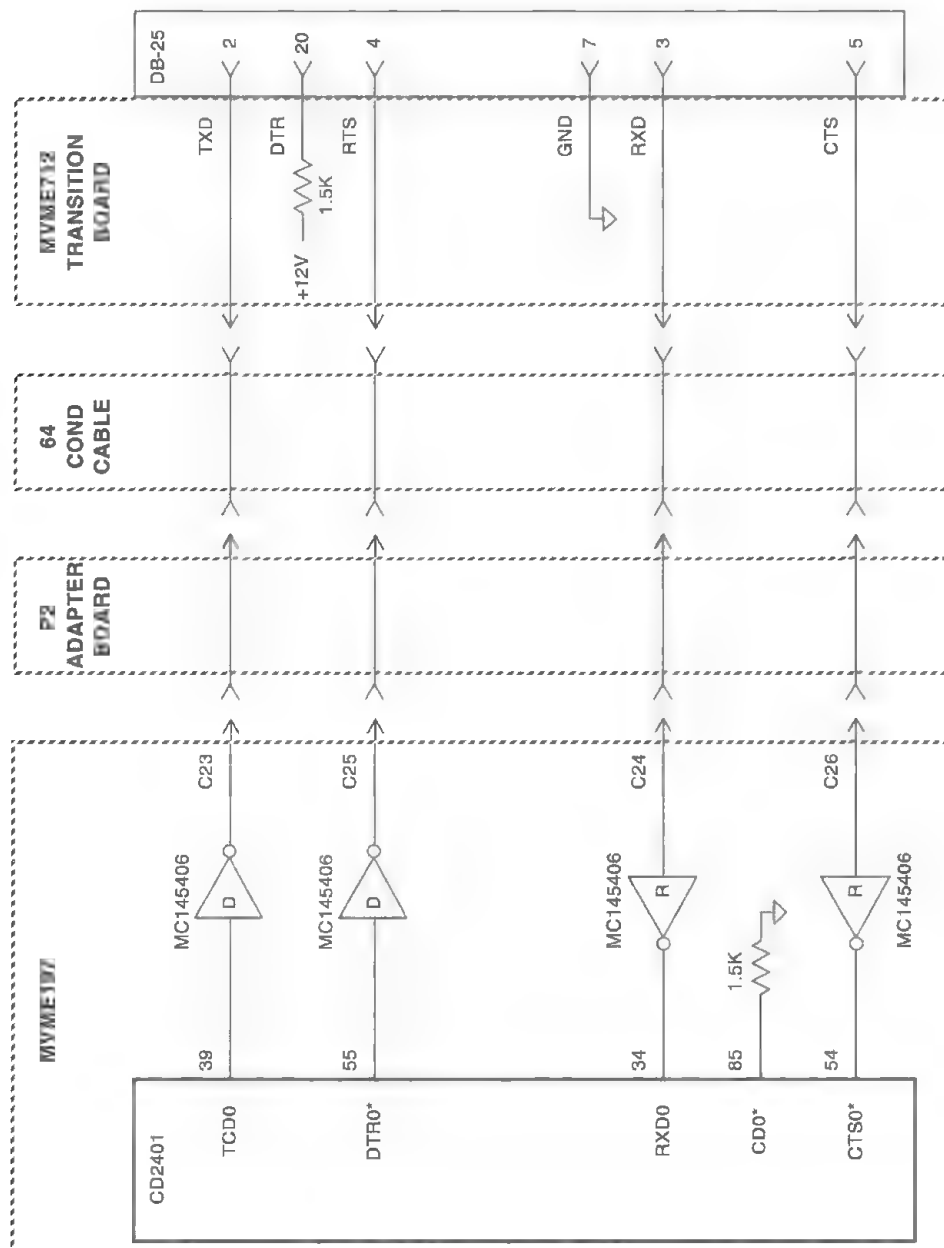 MVME197
P2
ADAPTER
BOARD
64
COND
CABLE
MVME712
TRANSITION
BOARD
CD2401
DB-25
MC145406
TCD0
39
D
C23
TXD
2
+12V
1.5K
DTR
20
MC145406
DTR0*
55
D
C25
RTS
4
GND
7
MC145406
RXD0
34
R
C24
RXD
3
CD0*
85
1.5K
CTS0*
54
R
C26
CTS
5
MC145406